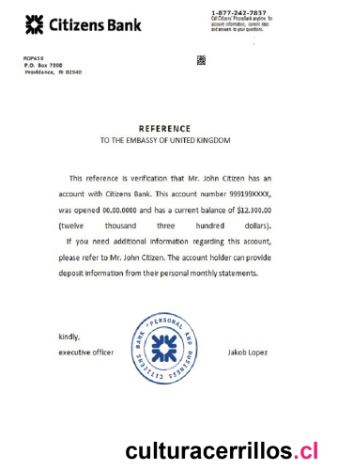 Citizens Bank
1-877-242-7837
Call Citizens' PhoneBank anytime for
account information, current rates
and answers to your questions.
ROP450
P.O. Box 7000
Providence, RI 02940
REFERENCE
TO THE EMBASSY OF UNITED KINGDOM
This reference is verification that Mr. John Citizen has an
account with Citizens Bank. This account number 999199XXXX,
was opened 00.00.0000 and has a current balance of $12.300.00
(twelve thousand three hundred dollars).
If you need additional information regarding this account,
please refer to Mr. John Citizen. The account holder can provide
deposit information from their personal monthly statements.
kindly,
executive officer
CITIZENS BANK * PERSONAL AND BUSINESS
Jakob Lopez
culturacerrillos.cl